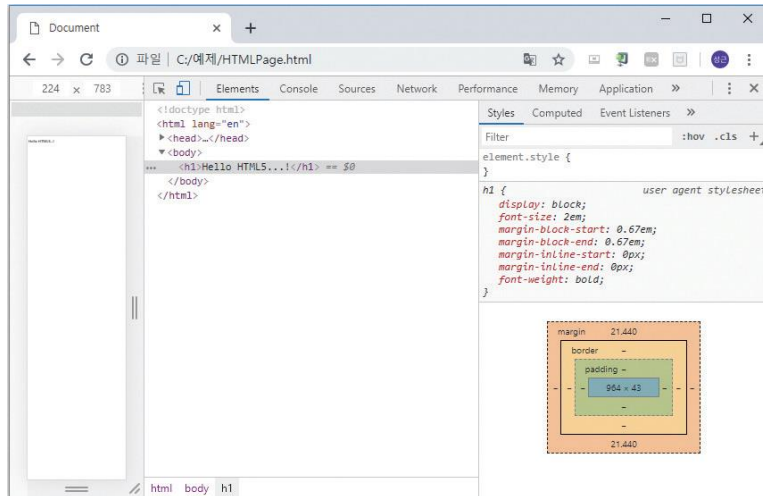 Document
파일 | C:/예제/HTMLPage.html
성근
224 x 783
Elements Console Sources Network Performance Memory Application »
<!doctype html>
<html lang="en">
▶<head>…</head>
▼<body>
… <h1>Hello HTML5...!</h1> == $0
</body>
</html>
html body h1
Styles Computed Event Listeners »
Filter :hov .cls +
element.style {
}
h1 { user agent stylesheet
display: block;
font-size: 2em;
margin-block-start: 0.67em;
margin-block-end: 0.67em;
margin-inline-start: 0px;
margin-inline-end: 0px;
font-weight: bold;
}
margin 21.440
border –
padding –
– – – 964 × 43 – – –
–
–
21.440